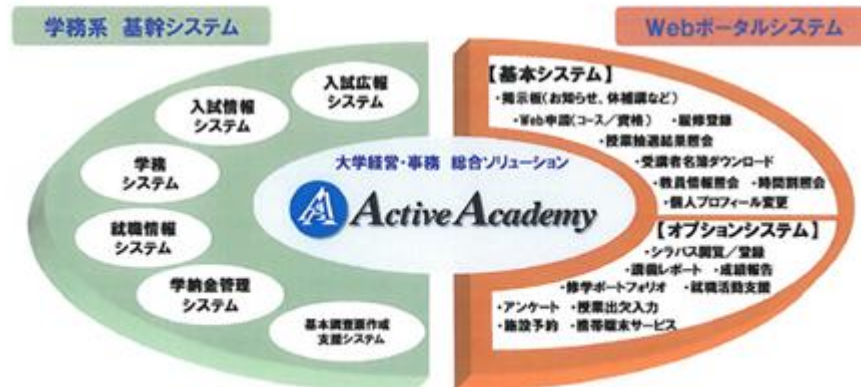 学務系 基幹システム
Webポータルシステム
入試広報
システム
入試情報
システム
学務
システム
就職情報
システム
学納金管理
システム
基本調査票作成
支援システム
大学経営・事務 総合ソリューション
Active Academy
【基本システム】
・掲示板(お知らせ、休補講など)
・Web申請(コース/資格) ・履修登録
・授業抽選結果照会
・受講者名簿ダウンロード
・教員情報照会 ・時間割照会
・個人プロフィール変更
【オプションシステム】
・シラバス閲覧/登録
・講義レポート ・成績報告
・修学ポートフォリオ ・就職活動支援
・アンケート ・授業出欠入力
・施設予約 ・携帯端末サービス